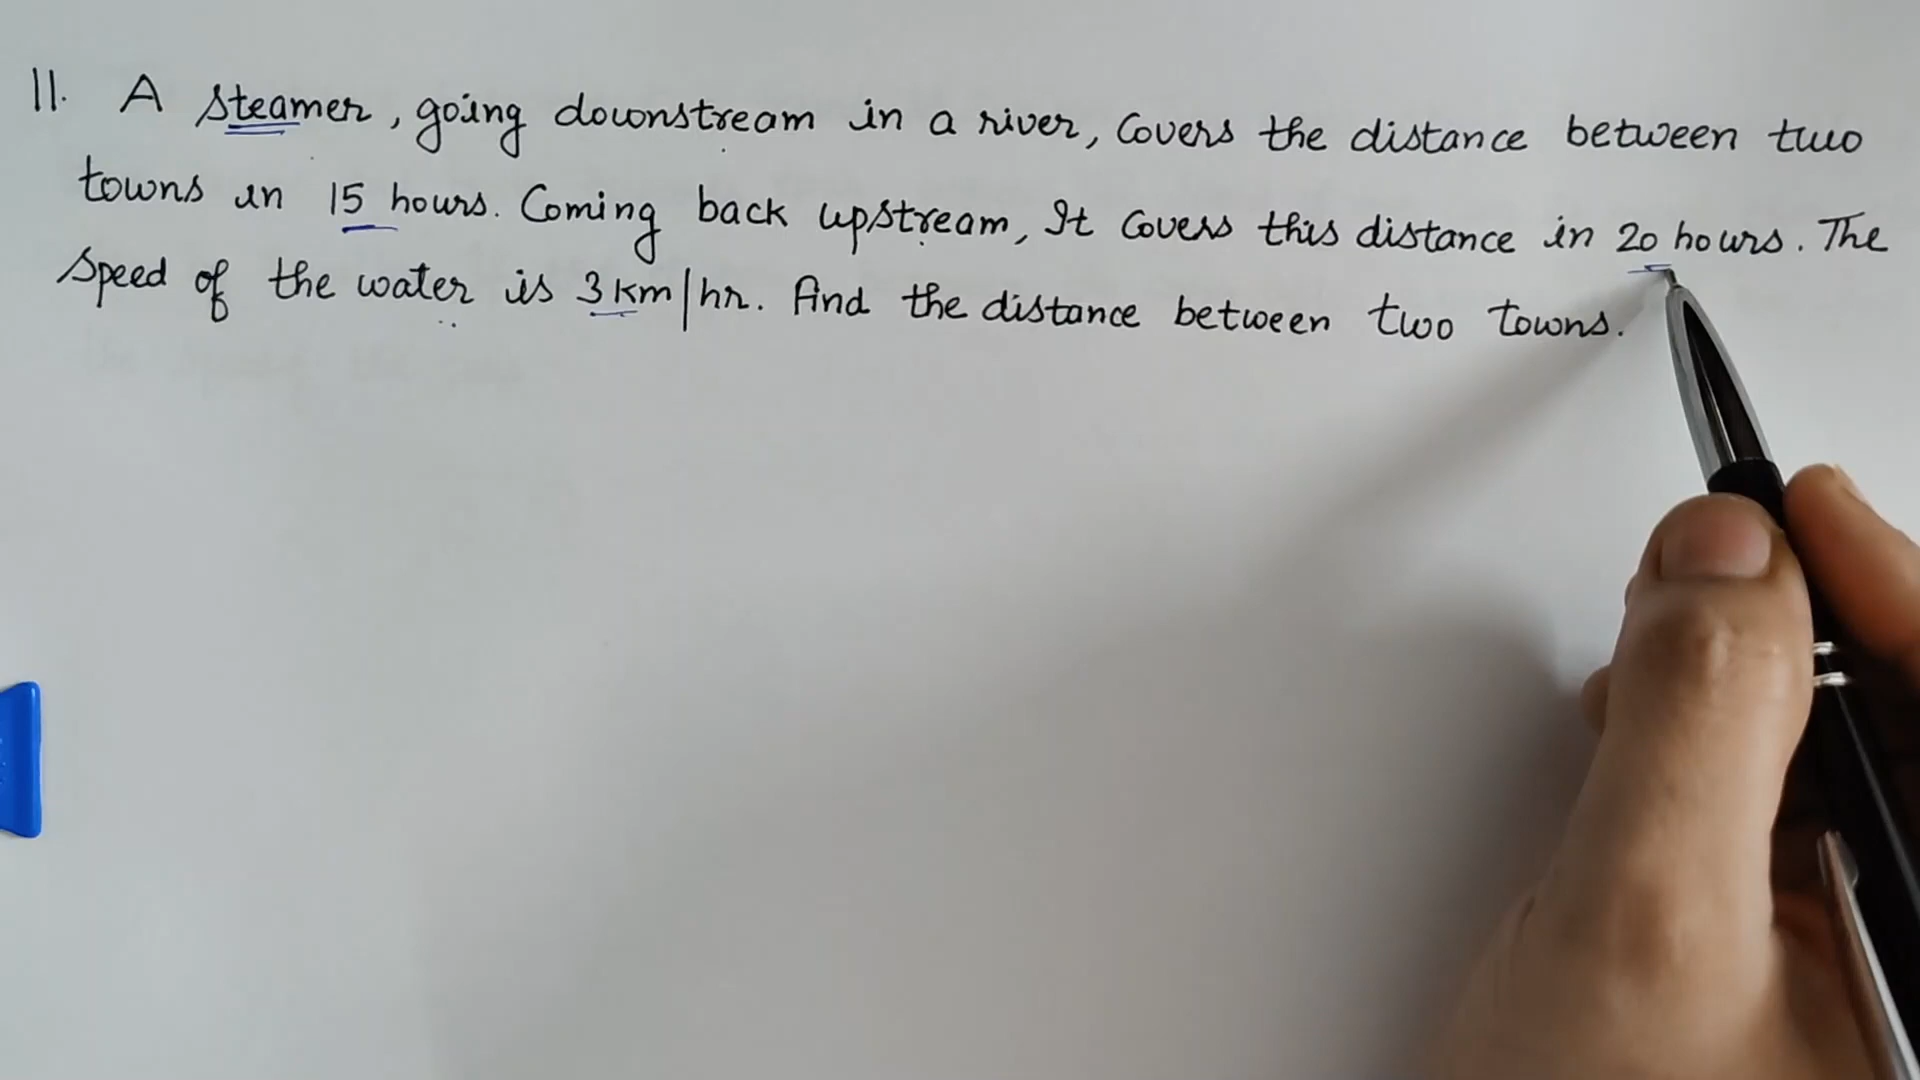 11. A steamer, going downstream in a river, Covers the distance between two
towns in 15 hours. Coming back upstream, It Covers this distance in 20 hours. The
speed of the water is 3 km/hr. Find the distance between two towns.